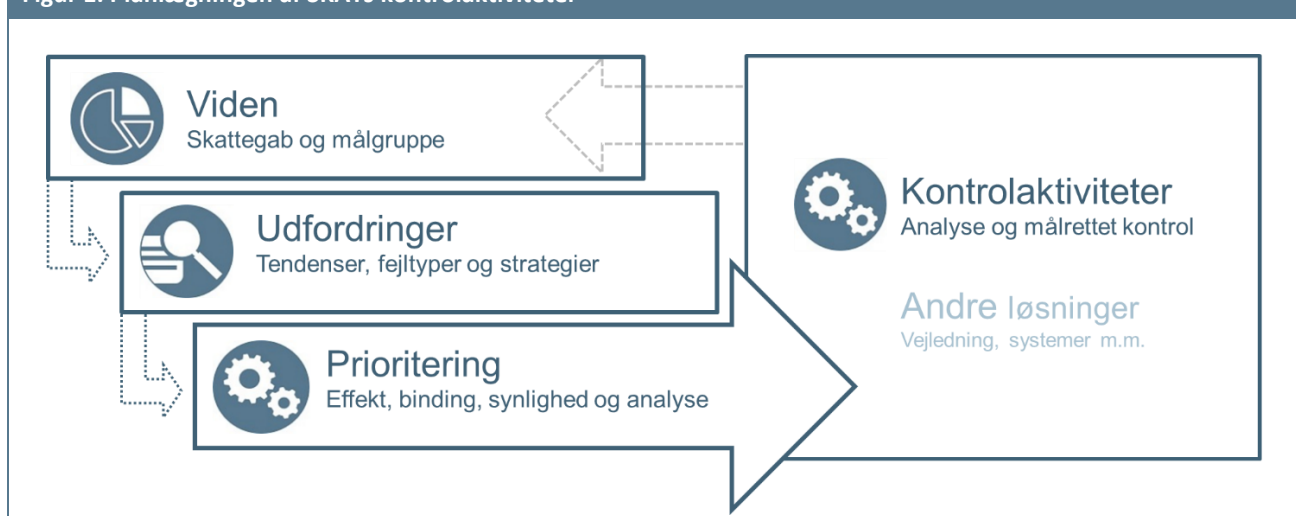 Viden
Skattegab og målgruppe
Udfordringer
Tendenser, fejltyper og strategier
Prioritering
Effekt, binding, synlighed og analyse
Kontrolaktiviteter
Analyse og målrettet kontrol
Andre løsninger
Vejledning, systemer m.m.